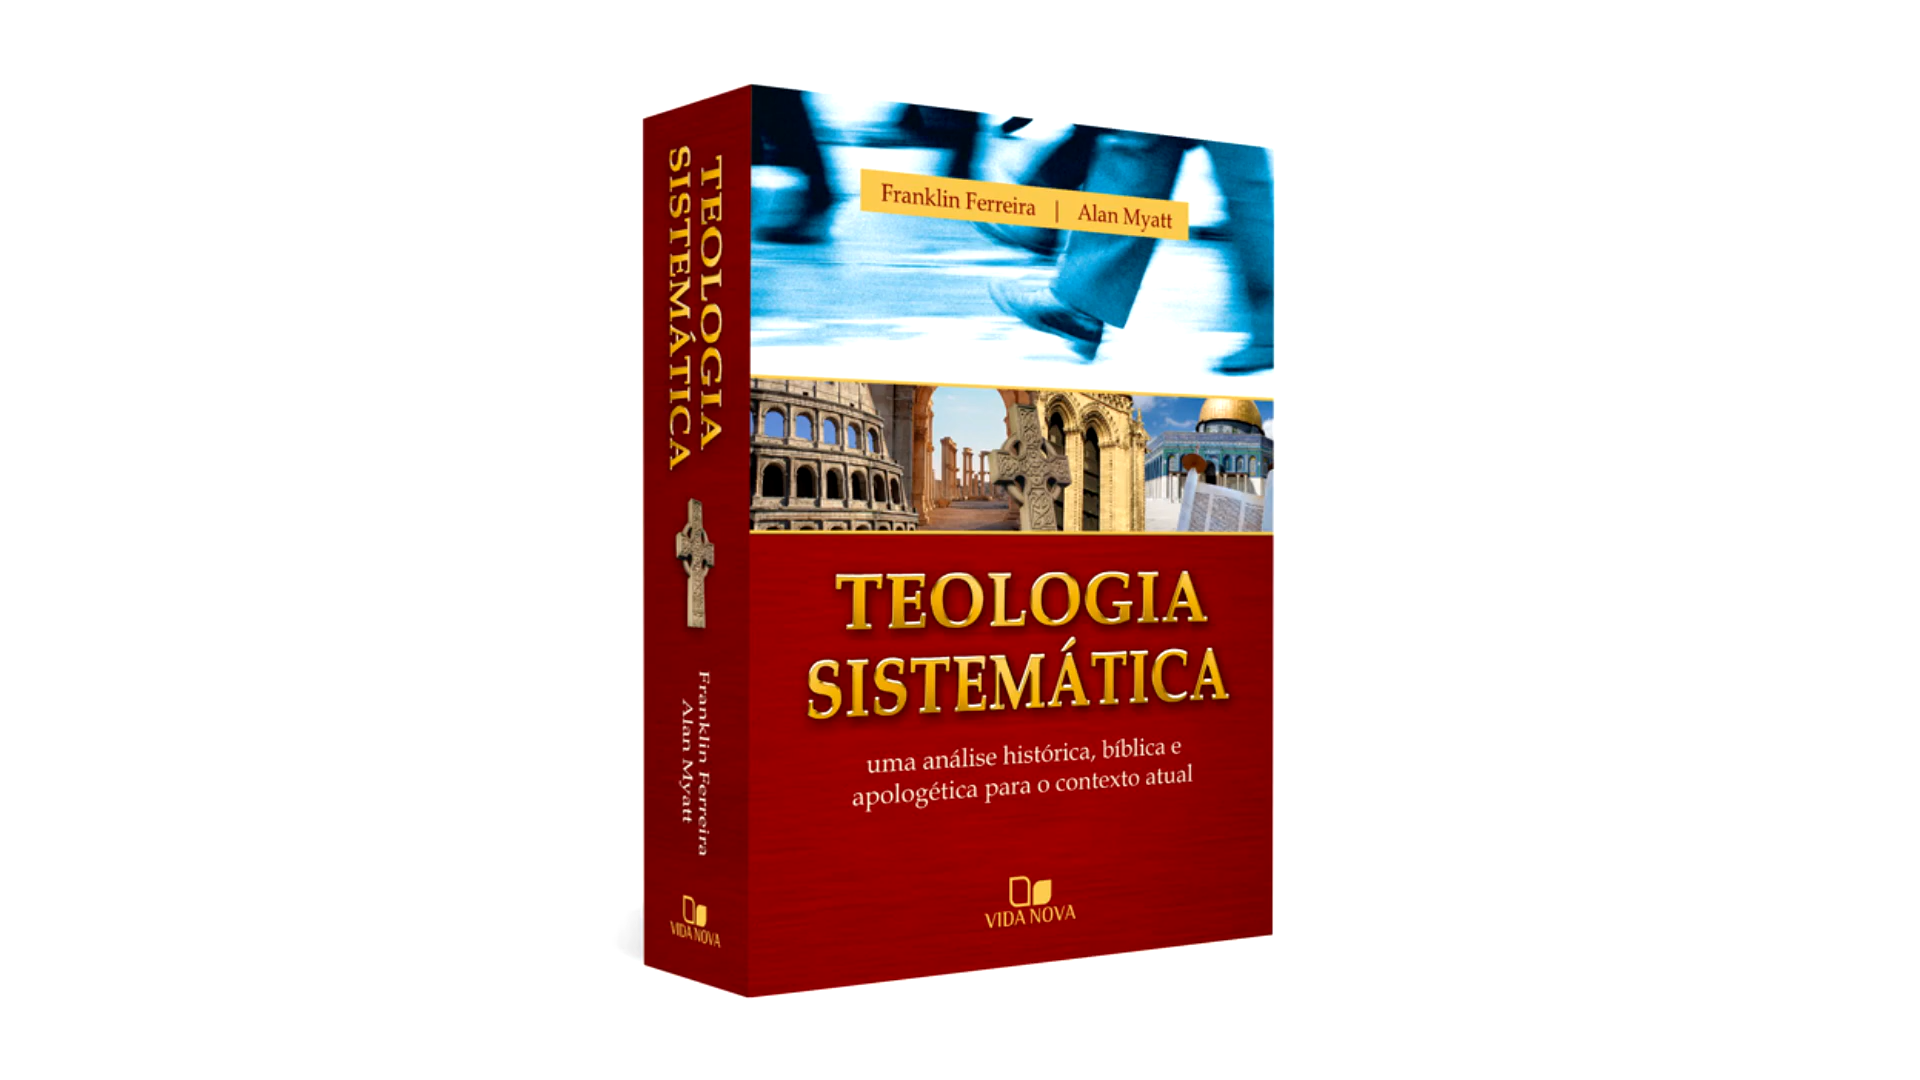 TEOLOGIA
SISTEMÁTICA
Franklin Ferreira
Alan Myatt
VIDA NOVA
Franklin Ferreira | Alan Myatt
TEOLOGIA
SISTEMÁTICA
uma análise histórica, bíblica e
apologética para o contexto atual
VIDA NOVA